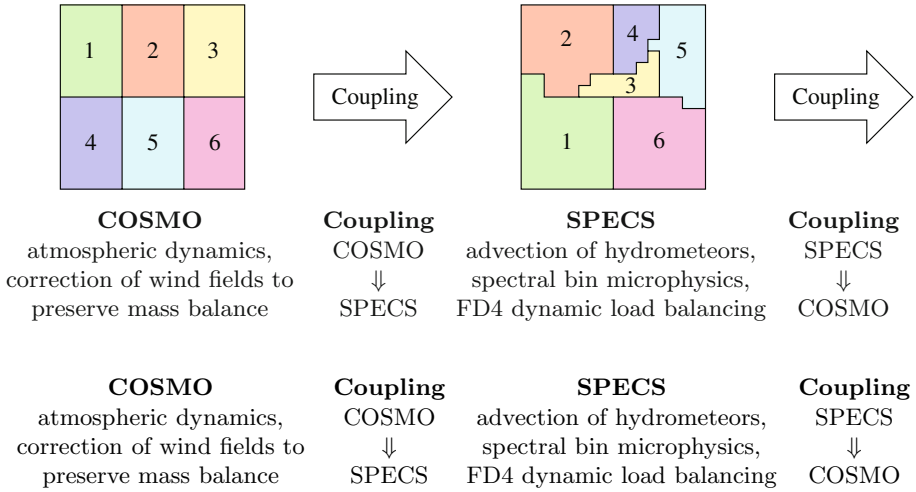 1 2 3
4 5 6
Coupling
2 4 5
3
1 6
Coupling
COSMO
atmospheric dynamics,
correction of wind fields to
preserve mass balance
Coupling
COSMO
⇓
SPECS
SPECS
advection of hydrometeors,
spectral bin microphysics,
FD4 dynamic load balancing
Coupling
SPECS
⇓
COSMO
COSMO
atmospheric dynamics,
correction of wind fields to
preserve mass balance
Coupling
COSMO
⇓
SPECS
SPECS
advection of hydrometeors,
spectral bin microphysics,
FD4 dynamic load balancing
Coupling
SPECS
⇓
COSMO